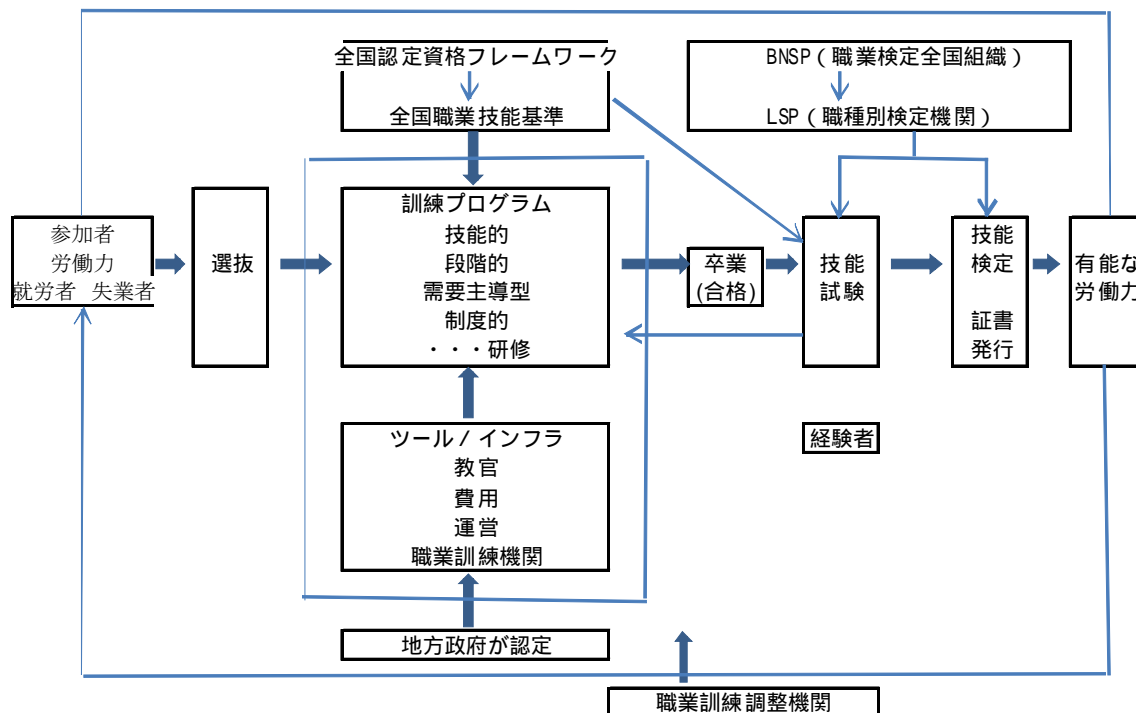 全国認定資格フレームワーク
全国職業技能基準
BNSP(職業検定全国組織)
LSP(職種別検定機関)
参加者
労働力
就労者 失業者
選抜
訓練プログラム
技能的
段階的
需要主導型
制度的
・・・研修
卒業
(合格)
技能
試験
技能
検定
証書
発行
有能な
労働力
ツール/インフラ
教官
費用
運営
職業訓練機関
経験者
地方政府が認定
職業訓練調整機関